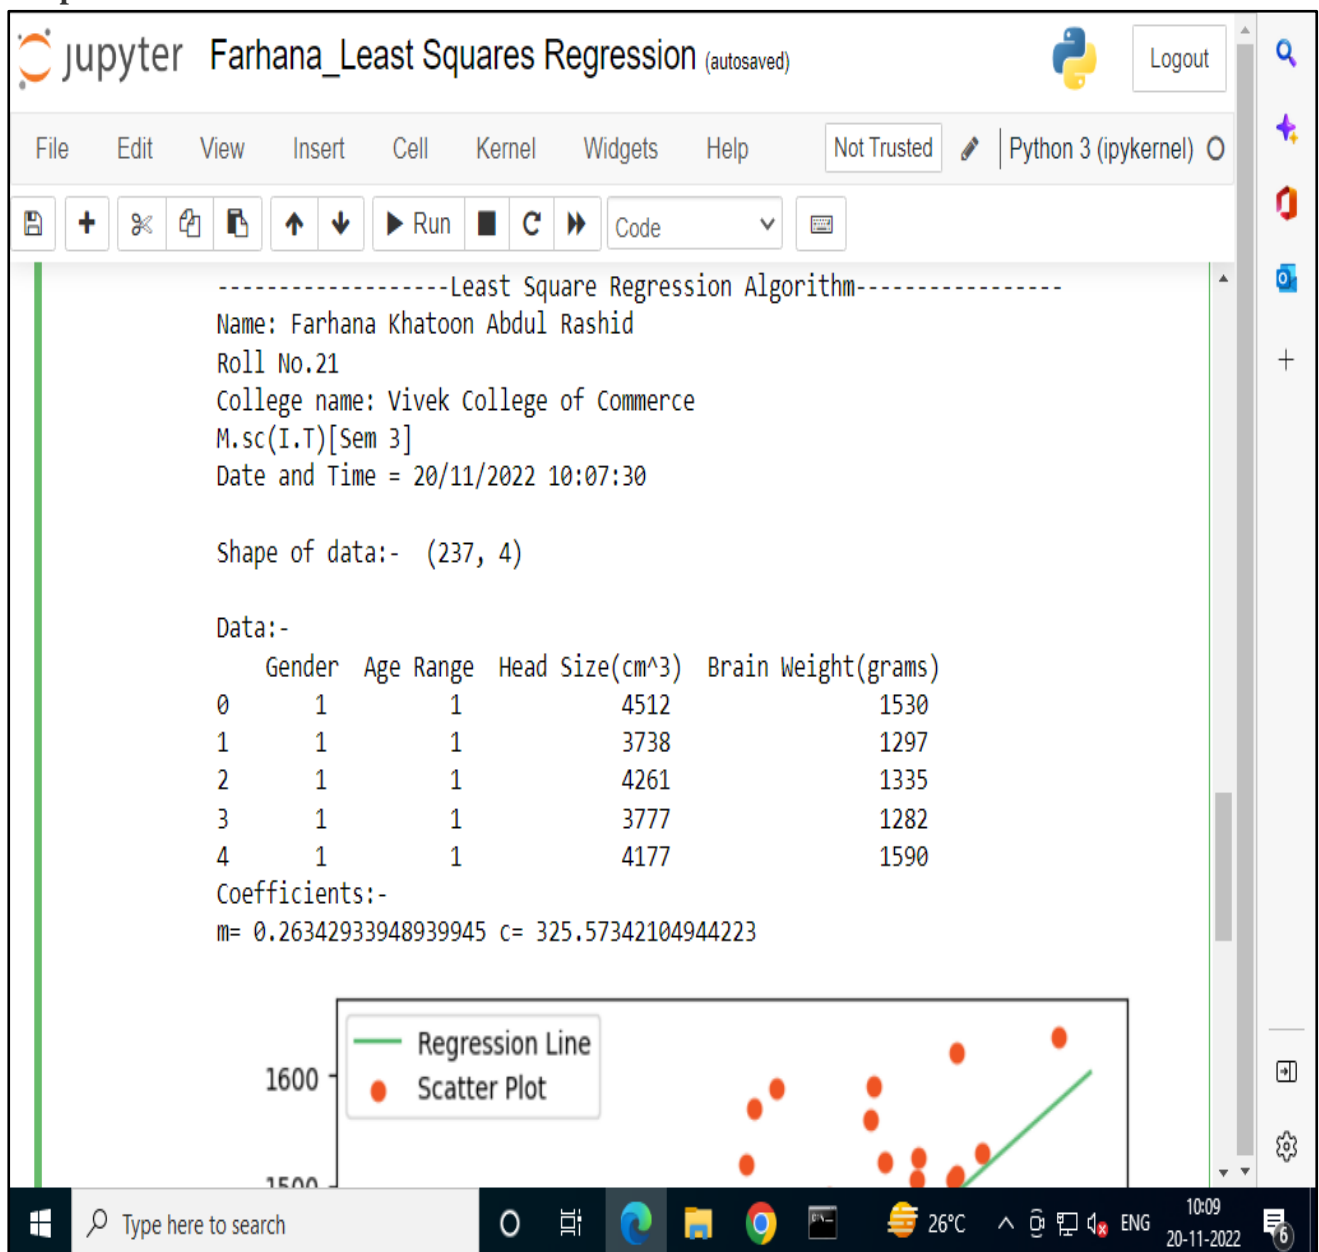 jupyter Farhana_Least Squares Regression (autosaved) Logout
File Edit View Insert Cell Kernel Widgets Help Not Trusted Python 3 (ipykernel)
Run Code
-------------------Least Square Regression Algorithm-----------------
Name: Farhana Khatoon Abdul Rashid
Roll No.21
College name: Vivek College of Commerce
M.sc(I.T)[Sem 3]
Date and Time = 20/11/2022 10:07:30
Shape of data:- (237, 4)
Data:-
Gender Age Range Head Size(cm^3) Brain Weight(grams)
0 1 1 4512 1530
1 1 1 3738 1297
2 1 1 4261 1335
3 1 1 3777 1282
4 1 1 4177 1590
Coefficients:-
m= 0.26342933948939945 c= 325.57342104944223
Regression Line
1600 Scatter Plot
1500
Type here to search 26°C ENG 10:09
20-11-2022 6